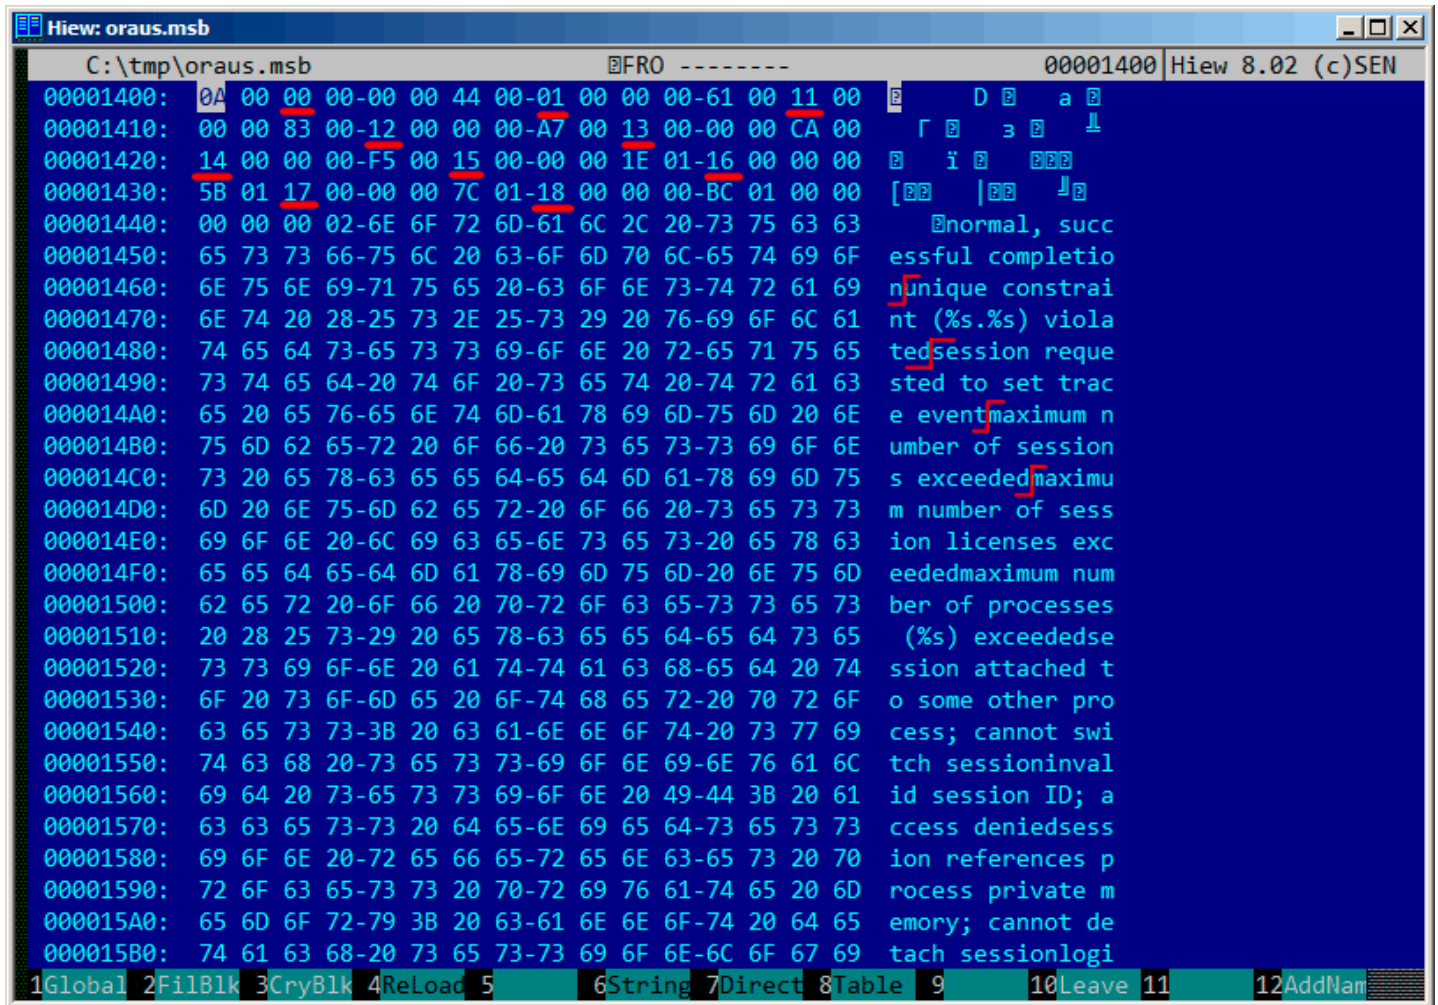 Hiew: oraus.msb
C:\tmp\oraus.msb FRO -------- 00001400 Hiew 8.02 (c)SEN
00001400: 0A 00 00 00-00 00 44 00-01 00 00 00-61 00 11 00 D a
00001410: 00 00 83 00-12 00 00 00-A7 00 13 00-00 00 CA 00 Г з ╨
00001420: 14 00 00 00-F5 00 15 00-00 00 1E 01-16 00 00 00 ï
00001430: 5B 01 17 00-00 00 7C 01-18 00 00 00-BC 01 00 00 [ | ╝
00001440: 00 00 00 02-6E 6F 72 6D-61 6C 2C 20-73 75 63 63 normal, succ
00001450: 65 73 73 66-75 6C 20 63-6F 6D 70 6C-65 74 69 6F essful completio
00001460: 6E 75 6E 69-71 75 65 20-63 6F 6E 73-74 72 61 69 nunique constrai
00001470: 6E 74 20 28-25 73 2E 25-73 29 20 76-69 6F 6C 61 nt (%s.%s) viola
00001480: 74 65 64 73-65 73 73 69-6F 6E 20 72-65 71 75 65 tedsession reque
00001490: 73 74 65 64-20 74 6F 20-73 65 74 20-74 72 61 63 sted to set trac
000014A0: 65 20 65 76-65 6E 74 6D-61 78 69 6D-75 6D 20 6E e eventmaximum n
000014B0: 75 6D 62 65-72 20 6F 66-20 73 65 73-73 69 6F 6E umber of session
000014C0: 73 20 65 78-63 65 65 64-65 64 6D 61-78 69 6D 75 s exceededmaximu
000014D0: 6D 20 6E 75-6D 62 65 72-20 6F 66 20-73 65 73 73 m number of sess
000014E0: 69 6F 6E 20-6C 69 63 65-6E 73 65 73-20 65 78 63 ion licenses exc
000014F0: 65 65 64 65-64 6D 61 78-69 6D 75 6D-20 6E 75 6D eededmaximum num
00001500: 62 65 72 20-6F 66 20 70-72 6F 63 65-73 73 65 73 ber of processes
00001510: 20 28 25 73-29 20 65 78-63 65 65 64-65 64 73 65 (%s) exceededse
00001520: 73 73 69 6F-6E 20 61 74-74 61 63 68-65 64 20 74 ssion attached t
00001530: 6F 20 73 6F-6D 65 20 6F-74 68 65 72-20 70 72 6F o some other pro
00001540: 63 65 73 73-3B 20 63 61-6E 6E 6F 74-20 73 77 69 cess; cannot swi
00001550: 74 63 68 20-73 65 73 73-69 6F 6E 69-6E 76 61 6C tch sessioninval
00001560: 69 64 20 73-65 73 73 69-6F 6E 20 49-44 3B 20 61 id session ID; a
00001570: 63 63 65 73-73 20 64 65-6E 69 65 64-73 65 73 73 ccess deniedsess
00001580: 69 6F 6E 20-72 65 66 65-72 65 6E 63-65 73 20 70 ion references p
00001590: 72 6F 63 65-73 73 20 70-72 69 76 61-74 65 20 6D rocess private m
000015A0: 65 6D 6F 72-79 3B 20 63-61 6E 6E 6F-74 20 64 65 emory; cannot de
000015B0: 74 61 63 68-20 73 65 73-73 69 6F 6E-6C 6F 67 69 tach sessionlogi
1Global 2FilBlk 3CryBlk 4ReLoad 5 6String 7Direct 8Table 9 10Leave 11 12AddNam